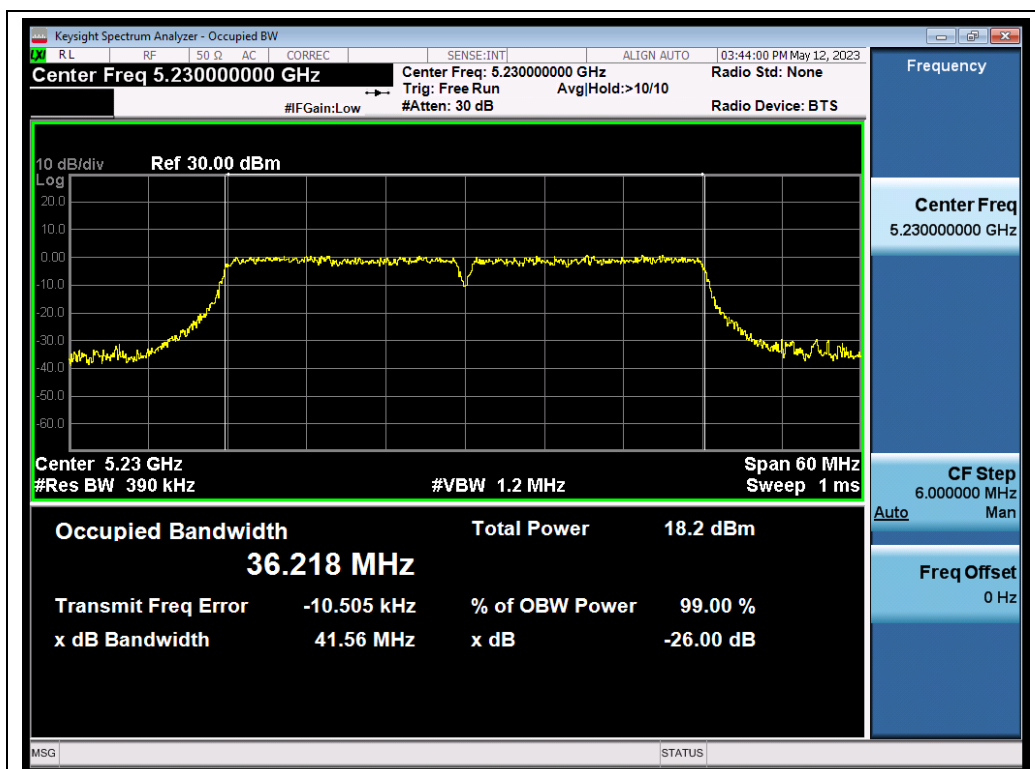 Keysight Spectrum Analyzer - Occupied BW
LXI RL RF 50 Ω AC CORREC SENSE:INT ALIGN AUTO 03:44:00 PM May 12, 2023
Center Freq 5.230000000 GHz Center Freq: 5.230000000 GHz Radio Std: None
Trig: Free Run Avg|Hold:>10/10
#IFGain:Low #Atten: 30 dB Radio Device: BTS
10 dB/div Ref 30.00 dBm
Log
20.0
10.0
0.00
-10.0
-20.0
-30.0
-40.0
-50.0
-60.0
Center 5.23 GHz Span 60 MHz
#Res BW 390 kHz #VBW 1.2 MHz Sweep 1 ms
Occupied Bandwidth Total Power 18.2 dBm
36.218 MHz
Transmit Freq Error -10.505 kHz % of OBW Power 99.00 %
x dB Bandwidth 41.56 MHz x dB -26.00 dB
Frequency
Center Freq
5.230000000 GHz
CF Step
6.000000 MHz
Auto Man
Freq Offset
0 Hz
MSG STATUS